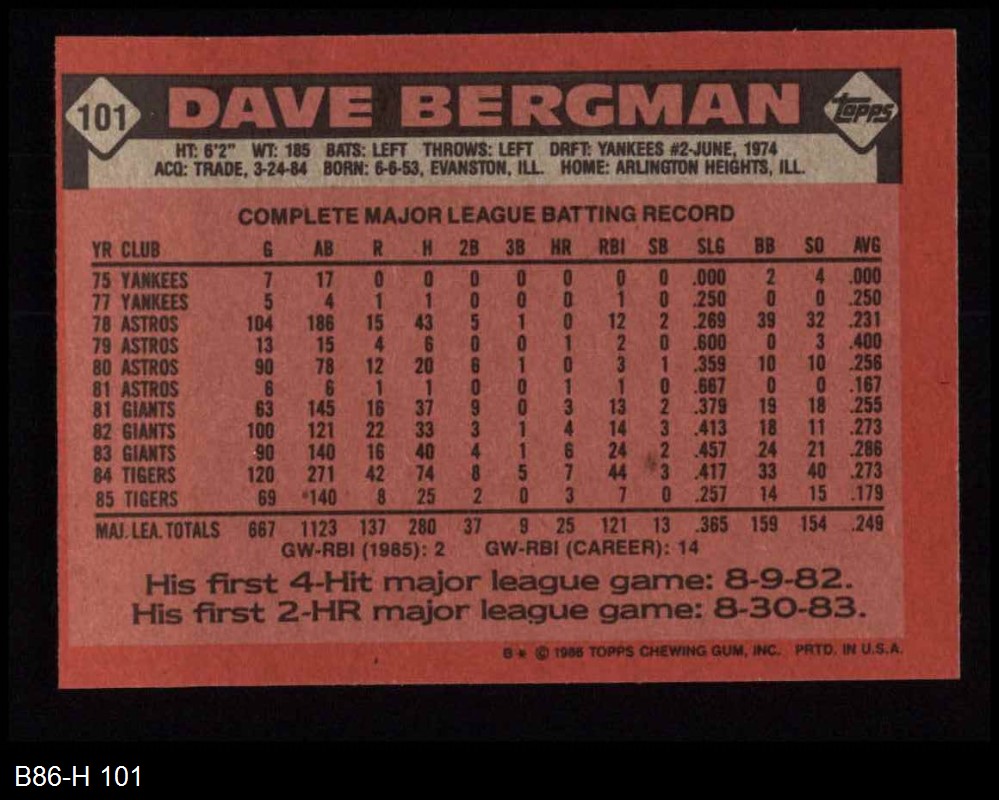 101 DAVE BERGMAN topps
HT: 6'2" WT: 185 BATS: LEFT THROWS: LEFT DRFT: YANKEES #2-JUNE, 1974
ACQ: TRADE, 3-24-84 BORN: 6-6-53, EVANSTON, ILL. HOME: ARLINGTON HEIGHTS, ILL.
COMPLETE MAJOR LEAGUE BATTING RECORD
YR CLUB G AB R H 2B 3B HR RBI SB SLG BB SO AVG
75 YANKEES 7 17 0 0 0 0 0 0 0 .000 2 4 .000
77 YANKEES 5 4 1 1 0 0 0 1 0 .250 0 0 .250
78 ASTROS 104 186 15 43 5 1 0 12 2 .269 39 32 .231
79 ASTROS 13 15 4 6 0 0 1 2 0 .600 0 3 .400
80 ASTROS 90 78 12 20 6 1 0 3 1 .359 10 10 .256
81 ASTROS 6 6 1 1 0 0 1 1 0 .667 0 0 .167
81 GIANTS 63 145 16 37 9 0 3 13 2 .379 19 18 .255
82 GIANTS 100 121 22 33 3 1 4 14 3 .413 18 11 .273
83 GIANTS 90 140 16 40 4 1 6 24 2 .457 24 21 .286
84 TIGERS 120 271 42 74 8 5 7 44 3 .417 33 40 .273
85 TIGERS 69 140 8 25 2 0 3 7 0 .257 14 15 .179
MAJ. LEA. TOTALS 667 1123 137 280 37 9 25 121 13 .365 159 154 .249
GW-RBI (1985): 2 GW-RBI (CAREER): 14
His first 4-Hit major league game: 8-9-82.
His first 2-HR major league game: 8-30-83.
B* © 1986 TOPPS CHEWING GUM, INC. PRTD. IN U.S.A.
B86-H 101